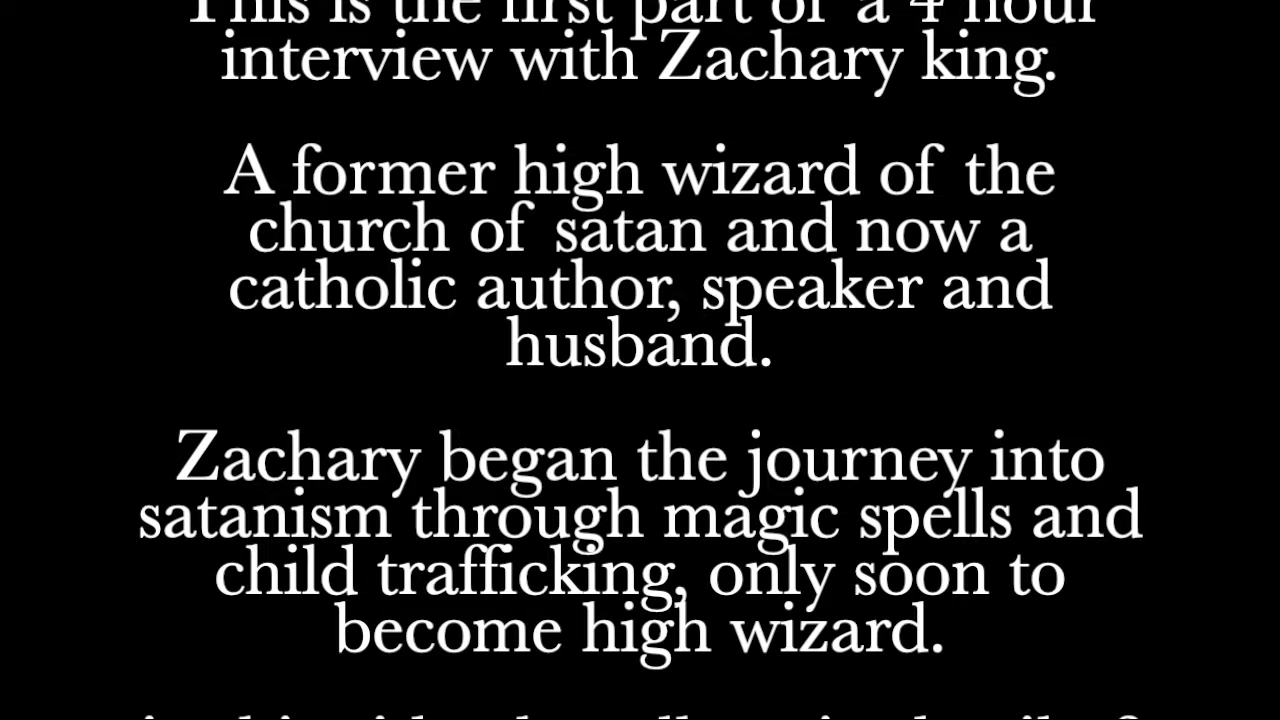 This is the first part of a 4 hour
interview with Zachary king.
A former high wizard of the
church of satan and now a
catholic author, speaker and
husband.
Zachary began the journey into
satanism through magic spells and
child trafficking, only soon to
become high wizard.